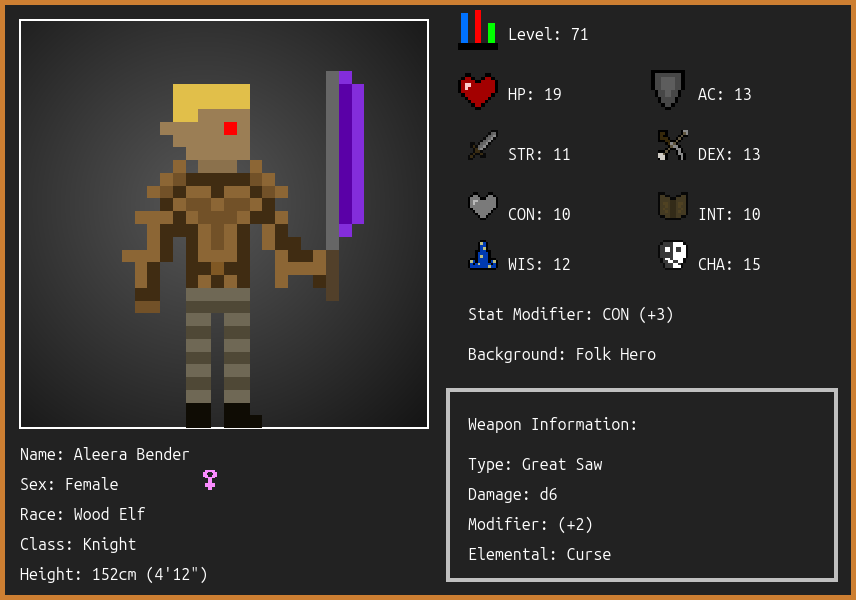 Level: 71
HP: 19
AC: 13
STR: 11
DEX: 13
CON: 10
INT: 10
WIS: 12
CHA: 15
Stat Modifier: CON (+3)
Background: Folk Hero
Weapon Information:
Type: Great Saw
Damage: d6
Modifier: (+2)
Elemental: Curse
Name: Aleera Bender
Sex: Female
Race: Wood Elf
Class: Knight
Height: 152cm (4'12")